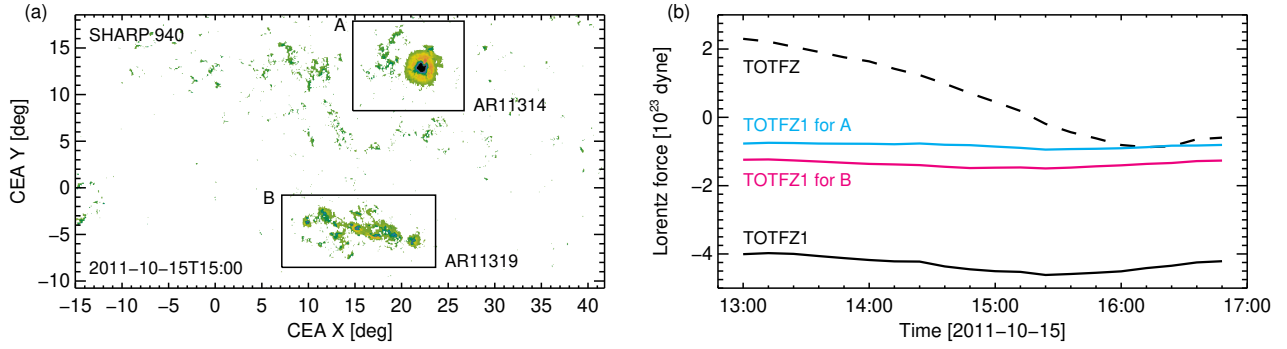 (a)
SHARP 940
A
AR11314
B
AR11319
2011-10-15T15:00
CEA Y [deg]
15
10
5
0
−5
−10
−15 −10 −5 0 5 10 15 20 25 30 35 40
CEA X [deg]
(b)
TOTFZ
TOTFZ1 for A
TOTFZ1 for B
TOTFZ1
Lorentz force [10²³ dyne]
2
0
−2
−4
13:00 14:00 15:00 16:00 17:00
Time [2011−10−15]